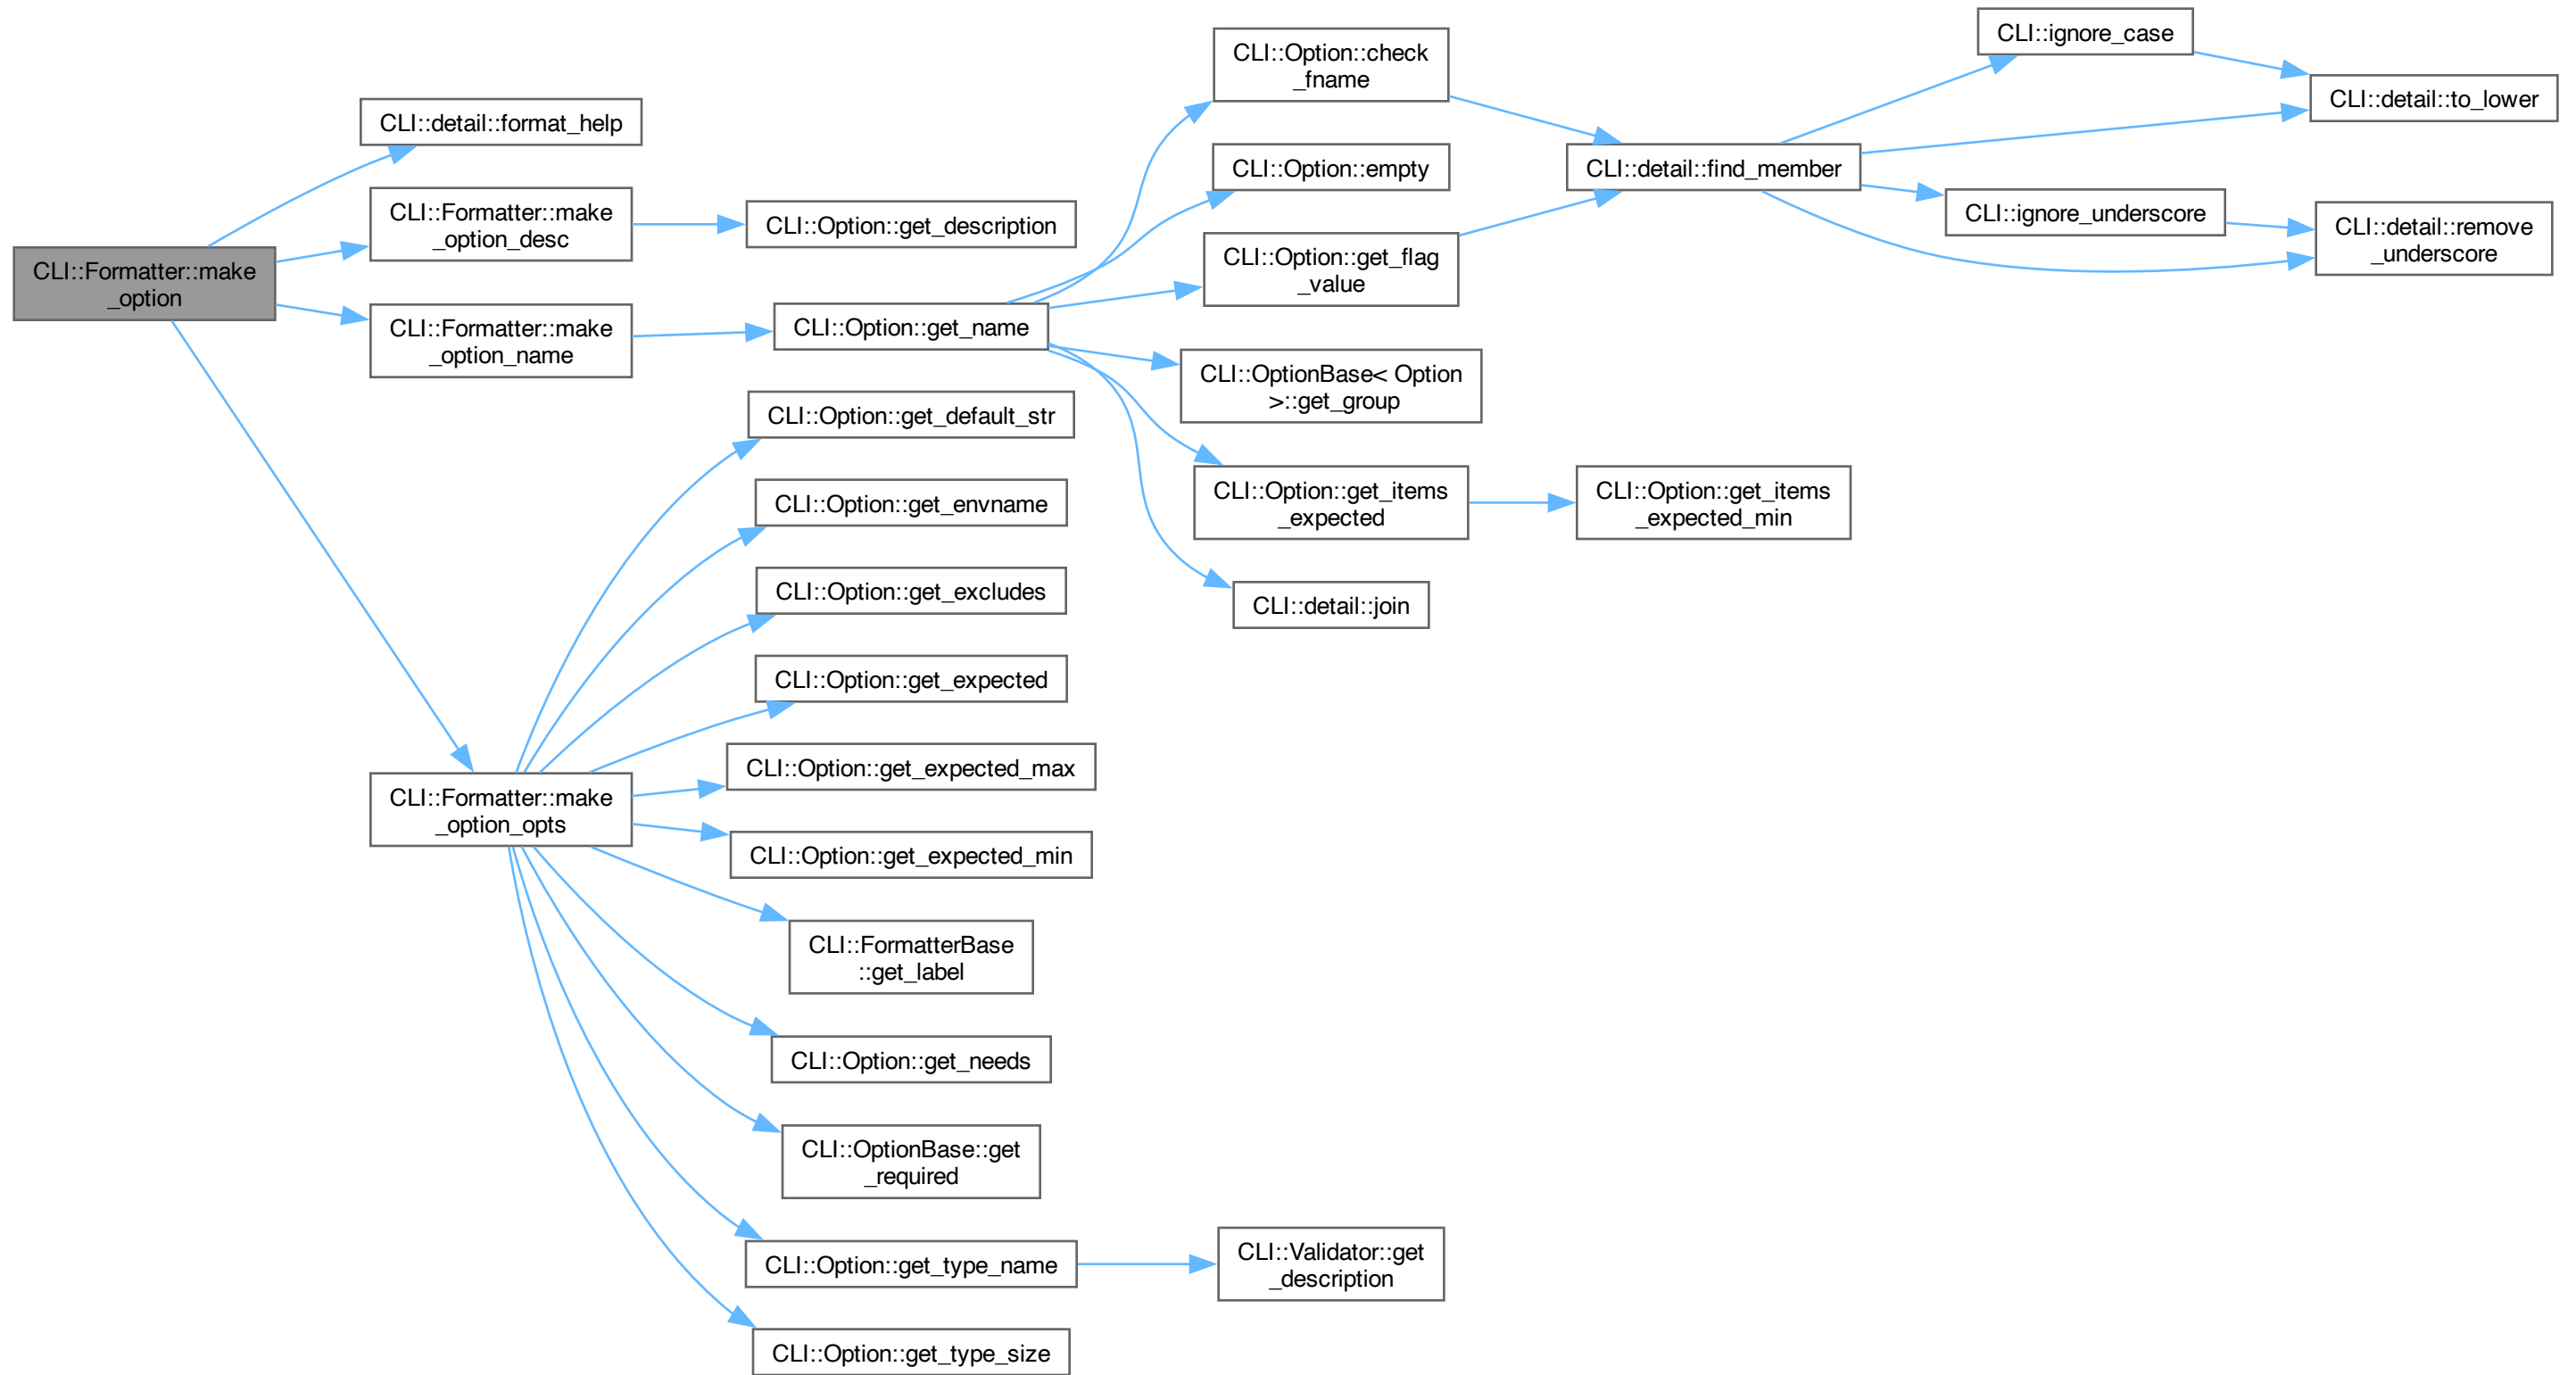 CLI::Formatter::make
_option
CLI::detail::format_help
CLI::Formatter::make
_option_desc
CLI::Formatter::make
_option_name
CLI::Formatter::make
_option_opts
CLI::Option::get_description
CLI::Option::get_name
CLI::Option::get_default_str
CLI::Option::get_envname
CLI::Option::get_excludes
CLI::Option::get_expected
CLI::Option::get_expected_max
CLI::Option::get_expected_min
CLI::FormatterBase
::get_label
CLI::Option::get_needs
CLI::OptionBase::get
_required
CLI::Option::get_type_name
CLI::Option::get_type_size
CLI::Option::check
_fname
CLI::Option::empty
CLI::Option::get_flag
_value
CLI::OptionBase< Option
>::get_group
CLI::Option::get_items
_expected
CLI::detail::join
CLI::Validator::get
_description
CLI::detail::find_member
CLI::Option::get_items
_expected_min
CLI::ignore_case
CLI::ignore_underscore
CLI::detail::to_lower
CLI::detail::remove
_underscore